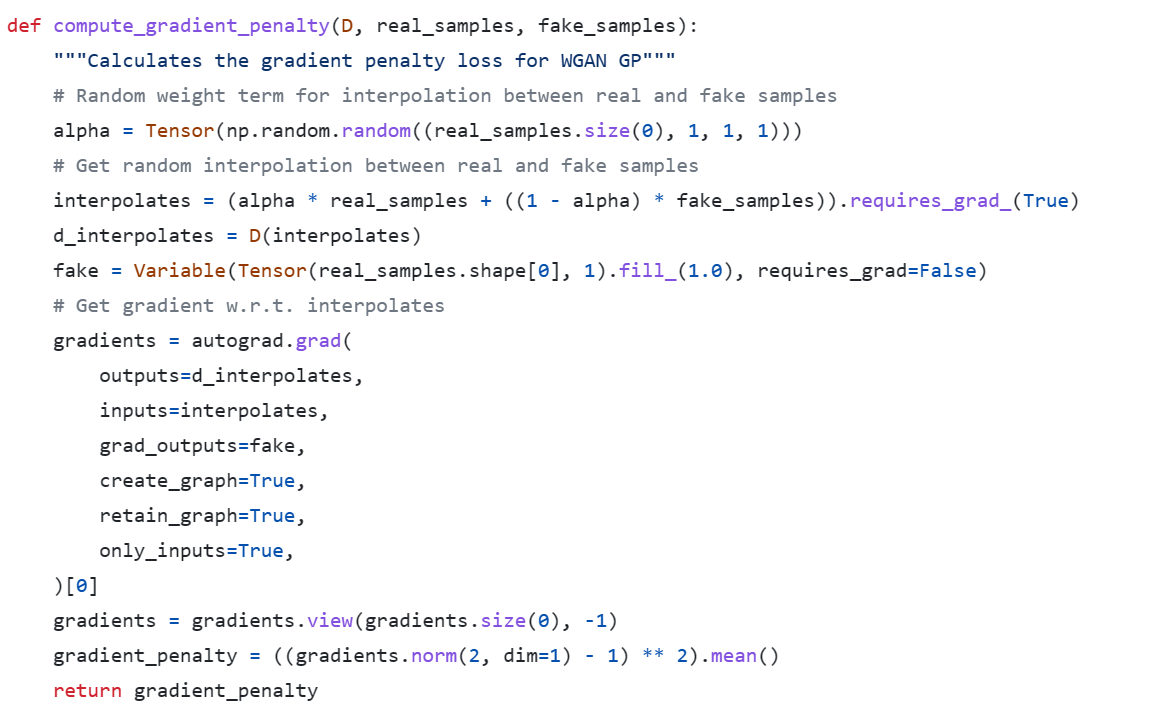 def compute_gradient_penalty(D, real_samples, fake_samples):
    """Calculates the gradient penalty loss for WGAN GP"""
    # Random weight term for interpolation between real and fake samples
    alpha = Tensor(np.random.random((real_samples.size(0), 1, 1, 1)))
    # Get random interpolation between real and fake samples
    interpolates = (alpha * real_samples + ((1 - alpha) * fake_samples)).requires_grad_(True)
    d_interpolates = D(interpolates)
    fake = Variable(Tensor(real_samples.shape[0], 1).fill_(1.0), requires_grad=False)
    # Get gradient w.r.t. interpolates
    gradients = autograd.grad(
        outputs=d_interpolates,
        inputs=interpolates,
        grad_outputs=fake,
        create_graph=True,
        retain_graph=True,
        only_inputs=True,
    )[0]
    gradients = gradients.view(gradients.size(0), -1)
    gradient_penalty = ((gradients.norm(2, dim=1) - 1) ** 2).mean()
    return gradient_penalty